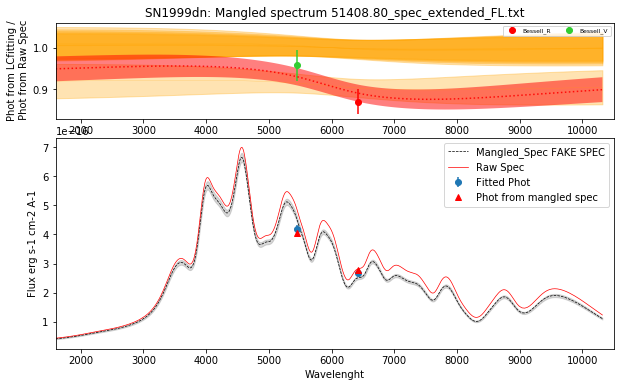 SN1999dn: Mangled spectrum 51408.80_spec_extended_FL.txt
Phot from LCfitting /
Phot from Raw Spec
1.0
0.9
Bessell_R
Bessell_V
2000 3000 4000 5000 6000 7000 8000 9000 10000
Flux erg s-1 cm-2 A-1
7
6
5
4
3
2
1
Mangled_Spec FAKE SPEC
Raw Spec
Fitted Phot
Phot from mangled spec
2000 3000 4000 5000 6000 7000 8000 9000 10000
Wavelenght